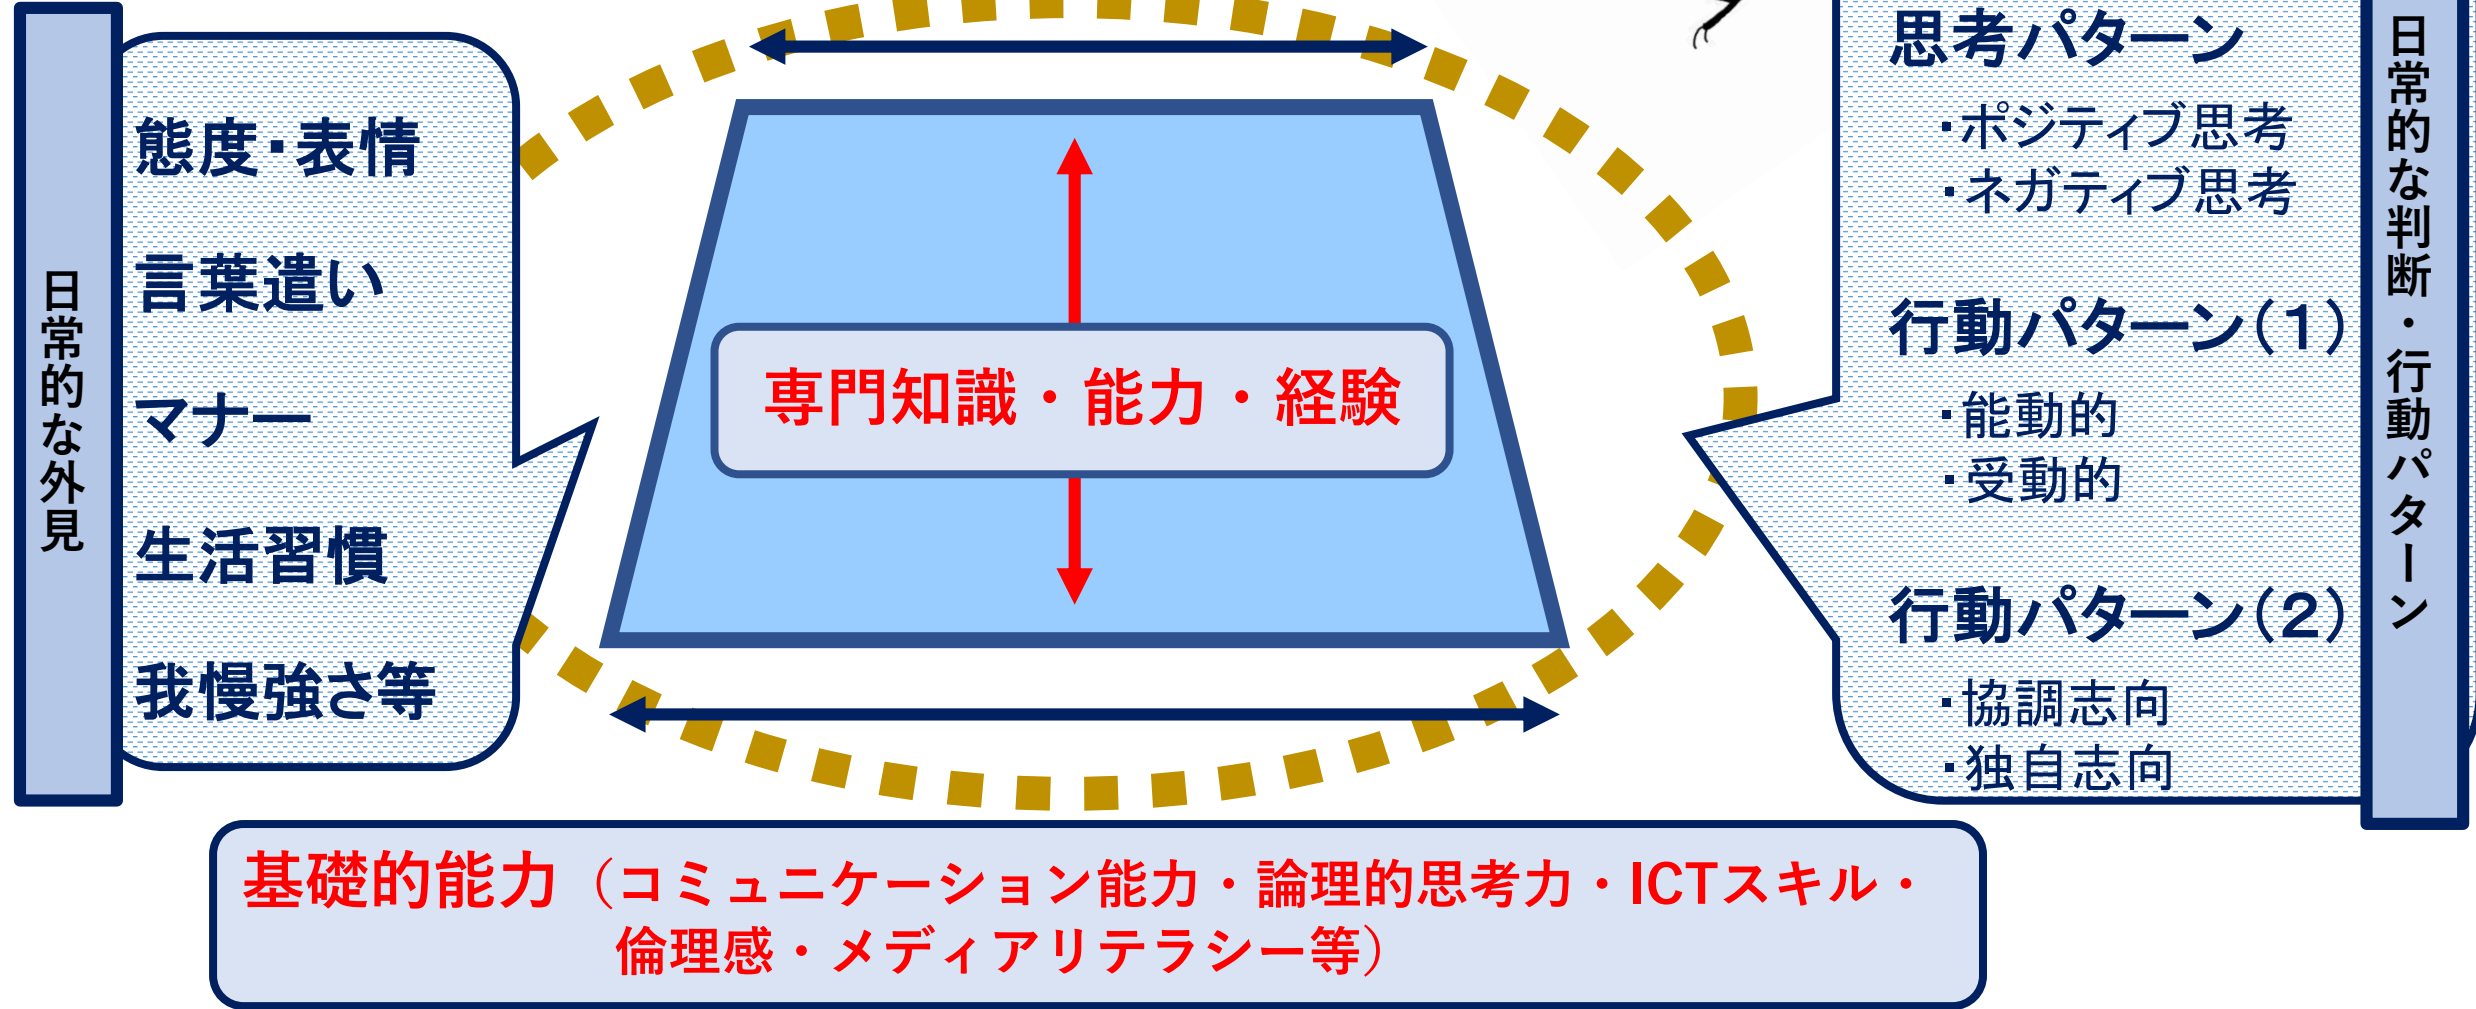 日常的な外見
態度・表情
言葉遣い
マナー
生活習慣
我慢強さ等
専門知識・能力・経験
思考パターン
・ポジティブ思考
・ネガティブ思考
行動パターン（1）
・能動的
・受動的
行動パターン（2）
・協調志向
・独自志向
日常的な判断・行動パターン
基礎的能力（コミュニケーション能力・論理的思考力・ICTスキル・
倫理感・メディアリテラシー等）